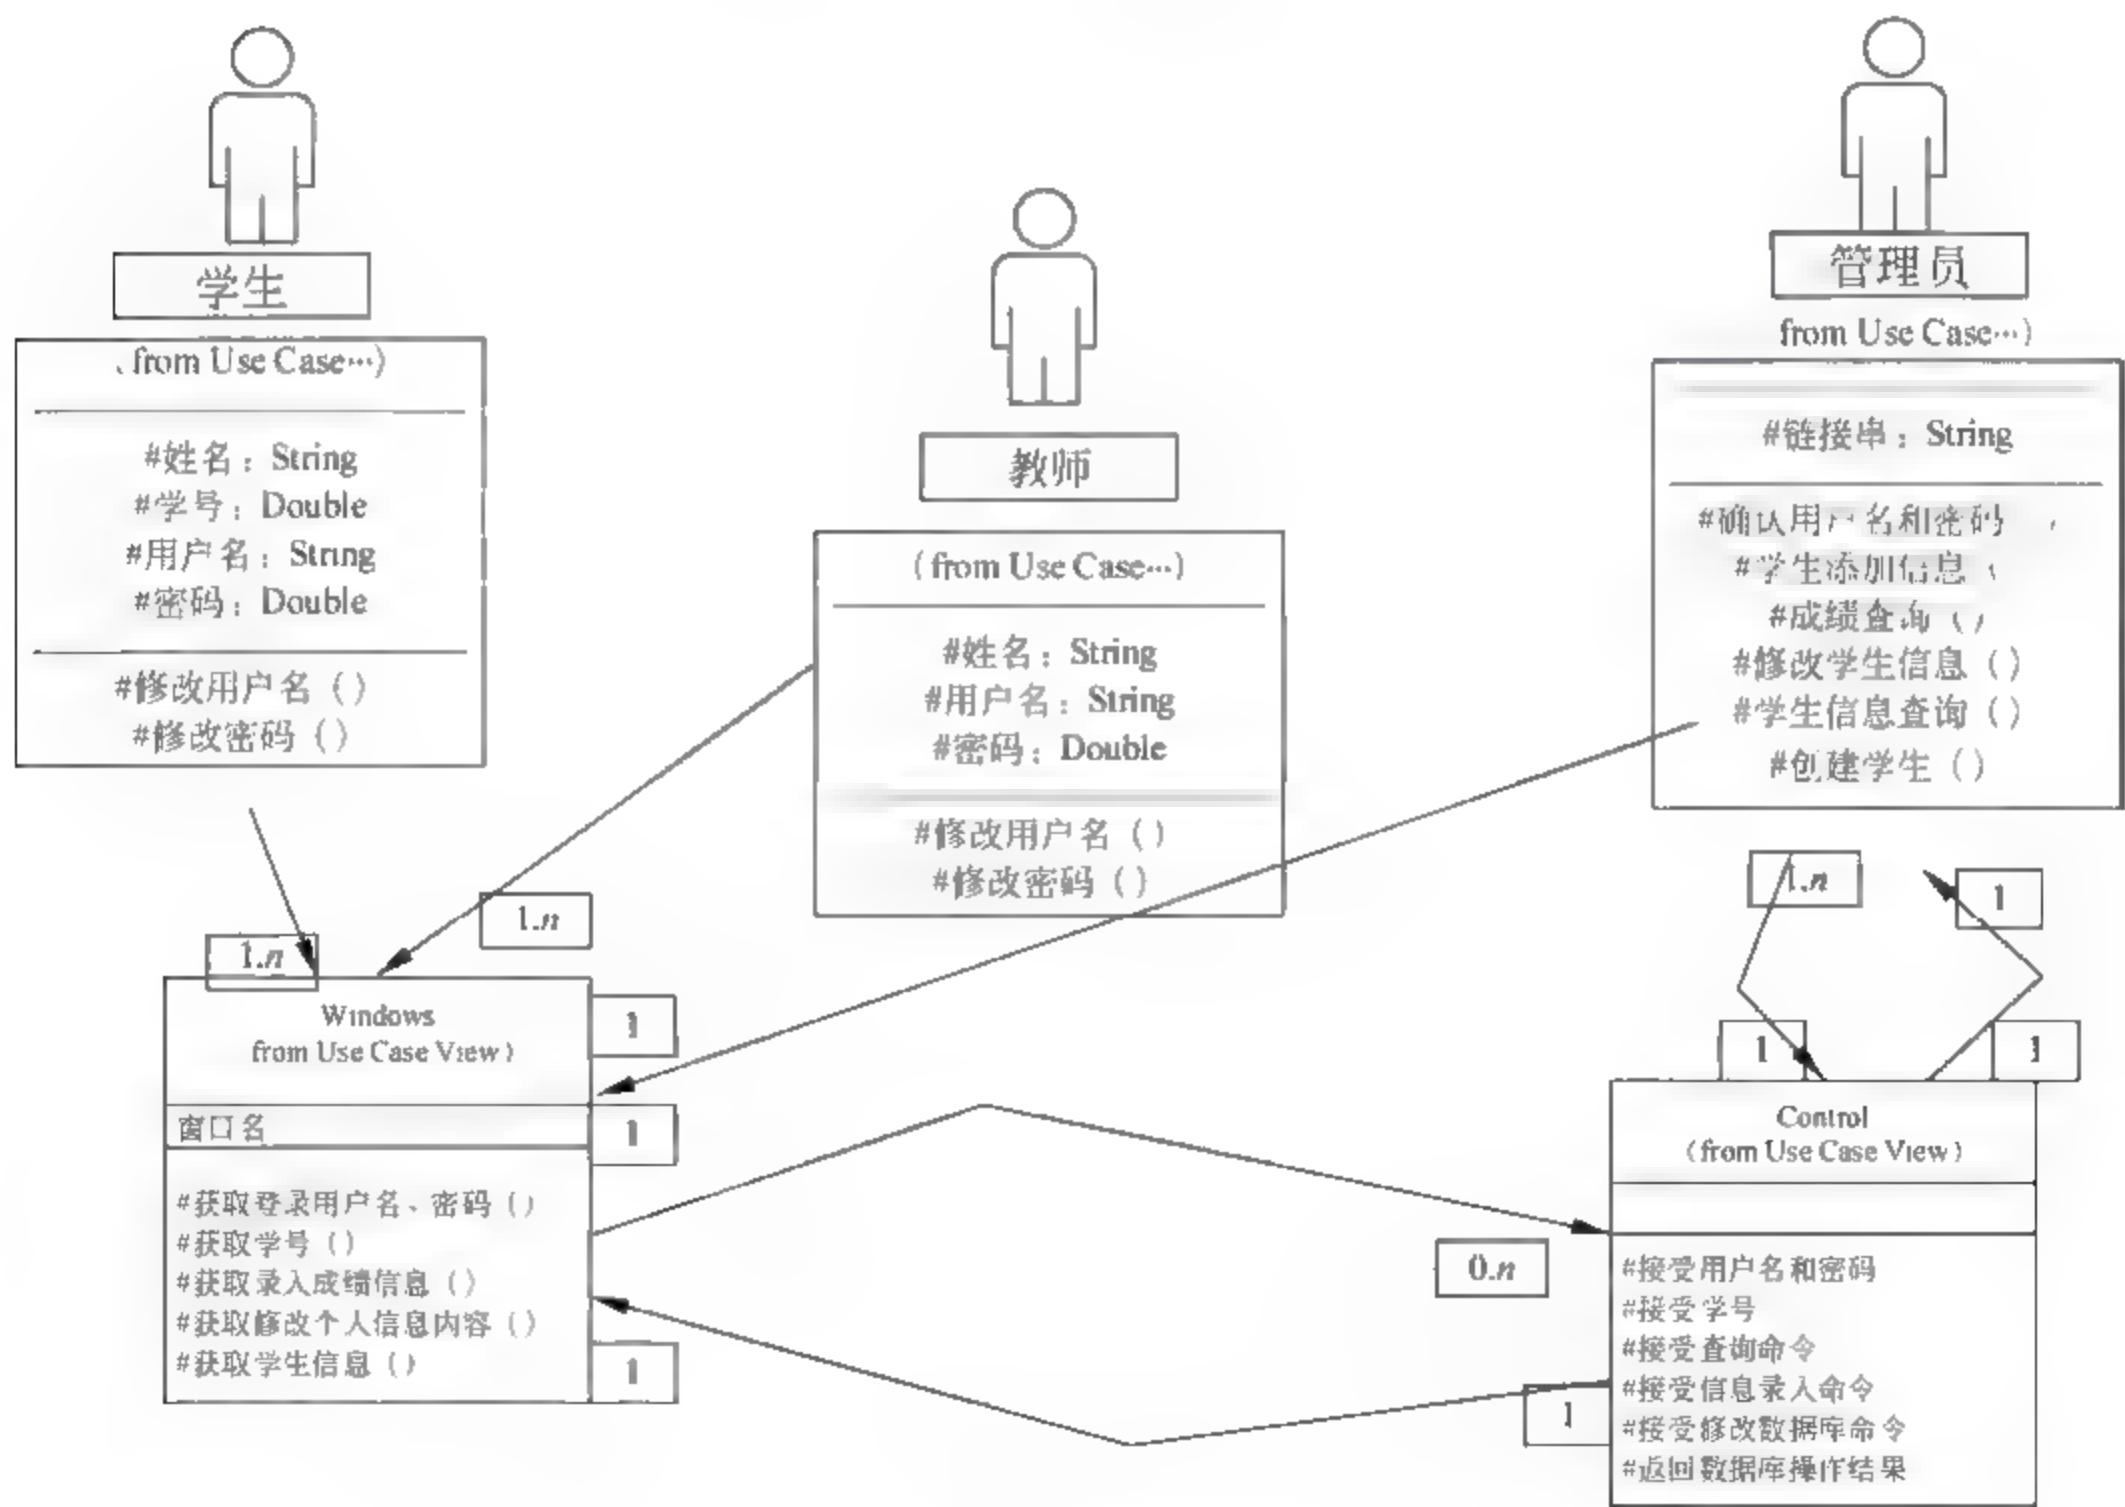 学生
(from Use Case…)
#姓名：String
#学号：Double
#用户名：String
#密码：Double
#修改用户名（）
#修改密码（）
教师
(from Use Case…)
#姓名：String
#用户名：String
#密码：Double
#修改用户名（）
#修改密码（）
管理员
from Use Case…)
#链接串：String
#确认用户名和密码
#学生添加信息（
#成绩查询（）
#修改学生信息（）
#学生信息查询（）
#创建学生（）
1.n
1.n
1.n
1
1
1
Windows
from Use Case View)
窗口名
#获取登录用户名、密码（）
#获取学号（）
#获取录入成绩信息（）
#获取修改个人信息内容（）
#获取学生信息（）
1
1
1
0.n
1
Control
(from Use Case View)
#接受用户名和密码
#接受学号
#接受查询命令
#接受信息录入命令
#接受修改数据库命令
#返回数据库操作结果